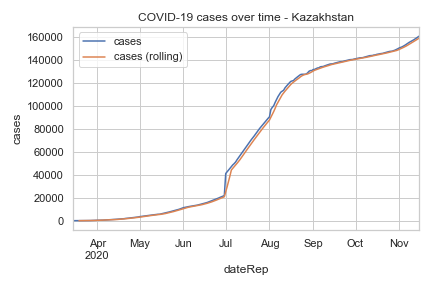 COVID-19 cases over time - Kazakhstan
cases
cases (rolling)
160000
140000
120000
100000
80000
60000
40000
20000
0
cases
Apr May Jun Jul Aug Sep Oct Nov
2020
dateRep